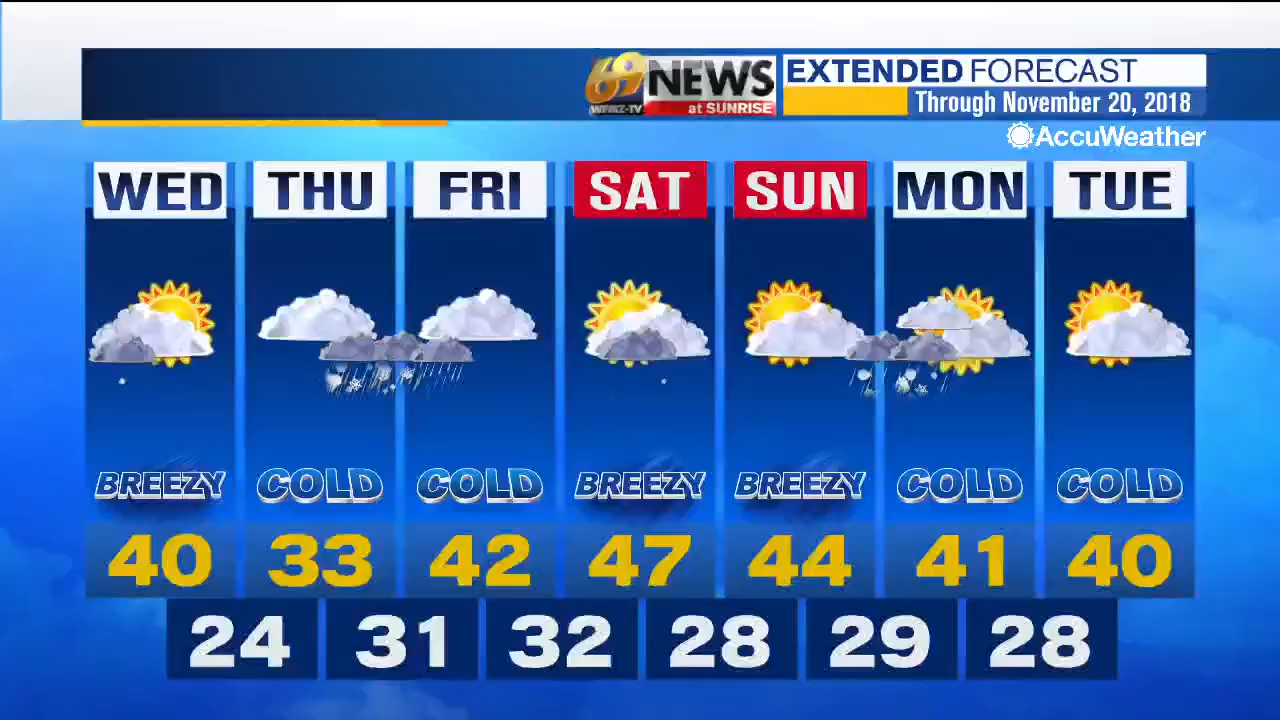 69 NEWS
WFMZ-TV at SUNRISE
EXTENDED FORECAST
Through November 20, 2018
AccuWeather
WED THU FRI SAT SUN MON TUE
BREEZY COLD COLD BREEZY BREEZY COLD COLD
40 33 42 47 44 41 40
24 31 32 28 29 28